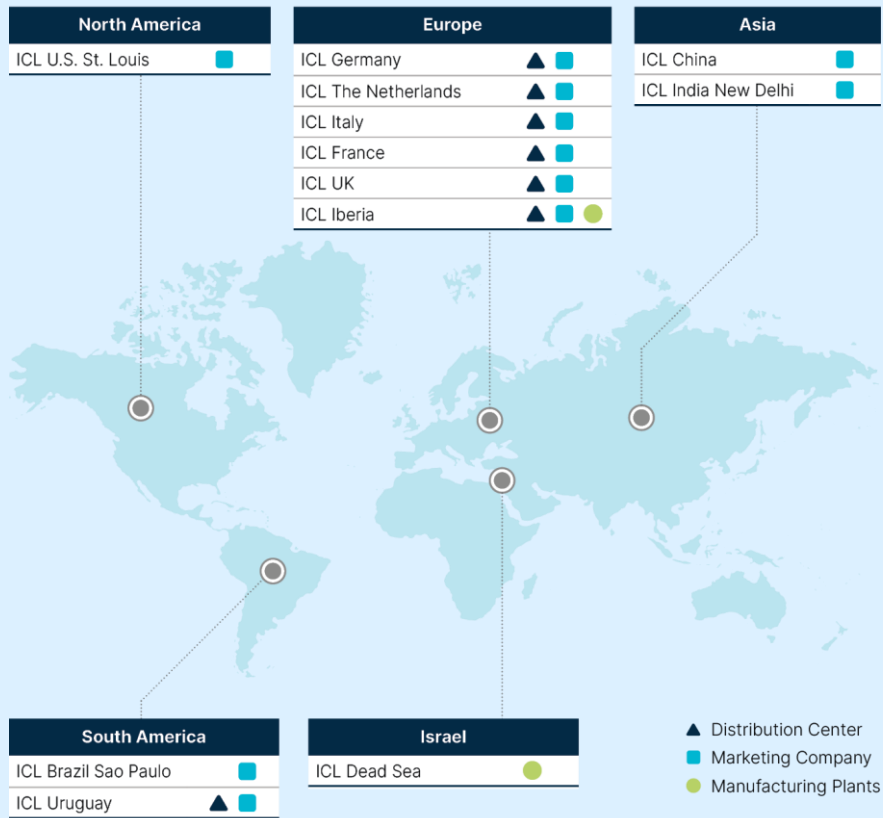 North America
ICL U.S. St. Louis
Europe
ICL Germany
ICL The Netherlands
ICL Italy
ICL France
ICL UK
ICL Iberia
Asia
ICL China
ICL India New Delhi
South America
ICL Brazil Sao Paulo
ICL Uruguay
Israel
ICL Dead Sea
Distribution Center
Marketing Company
Manufacturing Plants